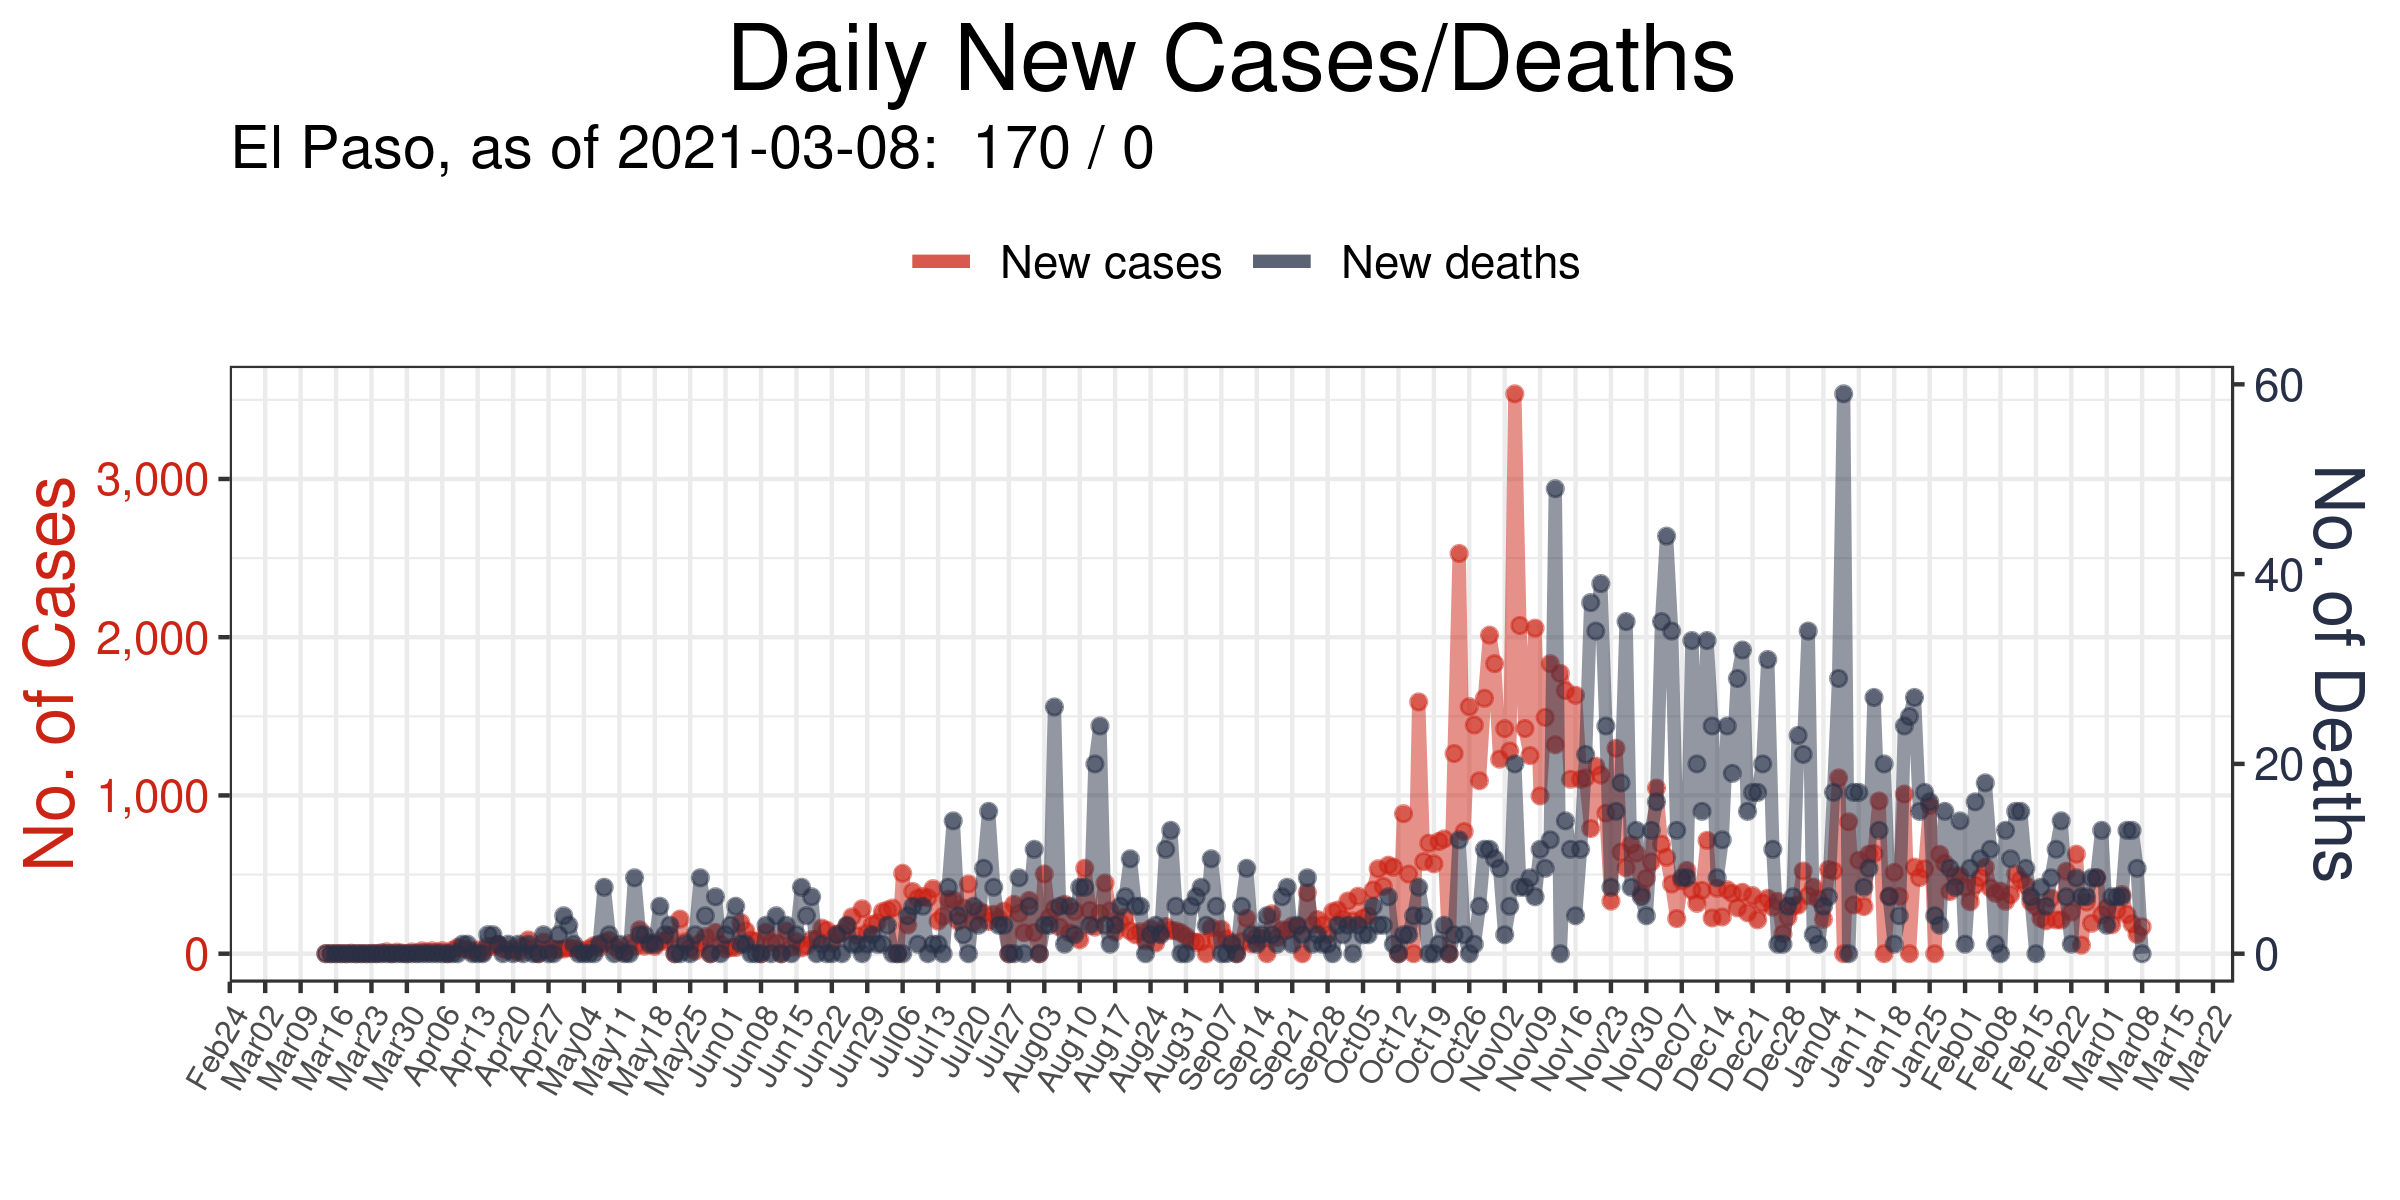 Daily New Cases/Deaths
El Paso, as of 2021-03-08:  170 / 0
New cases
New deaths
No. of Cases
3,000
2,000
1,000
0
60
40
20
0
No. of Deaths
Feb24
Mar02
Mar09
Mar16
Mar23
Mar30
Apr06
Apr13
Apr20
Apr27
May04
May11
May18
May25
Jun01
Jun08
Jun15
Jun22
Jun29
Jul06
Jul13
Jul20
Jul27
Aug03
Aug10
Aug17
Aug24
Aug31
Sep07
Sep14
Sep21
Sep28
Oct05
Oct12
Oct19
Oct26
Nov02
Nov09
Nov16
Nov23
Nov30
Dec07
Dec14
Dec21
Dec28
Jan04
Jan11
Jan18
Jan25
Feb01
Feb08
Feb15
Feb22
Mar01
Mar08
Mar15
Mar22